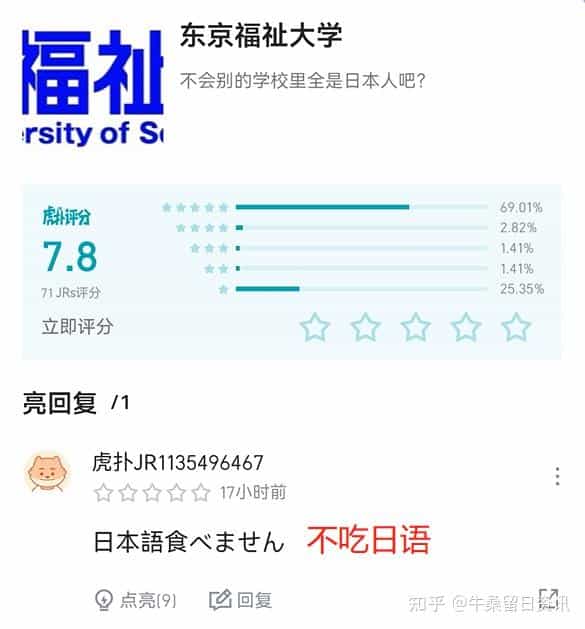 东京福祉大学
不会别的学校里全是日本人吧?
福祉
ersity of S
虎扑评分
7.8
71 JRs评分
69.01%
2.82%
1.41%
1.41%
25.35%
立即评分
亮回复 /1
虎扑JR1135496467
17小时前
日本語食べません 不吃日语
点亮(9) 回复
知乎 @牛桑留日资讯